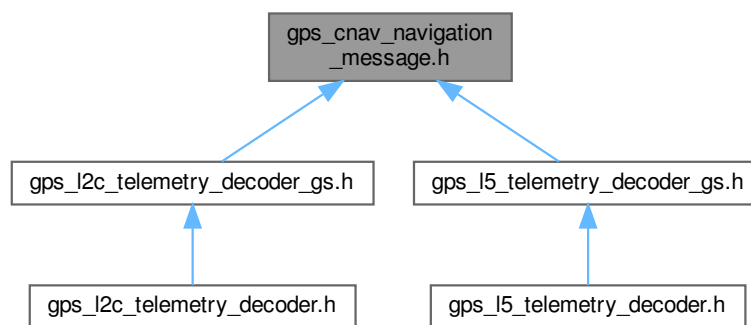 gps_cnav_navigation
_message.h
gps_l2c_telemetry_decoder_gs.h
gps_l5_telemetry_decoder_gs.h
gps_l2c_telemetry_decoder.h
gps_l5_telemetry_decoder.h